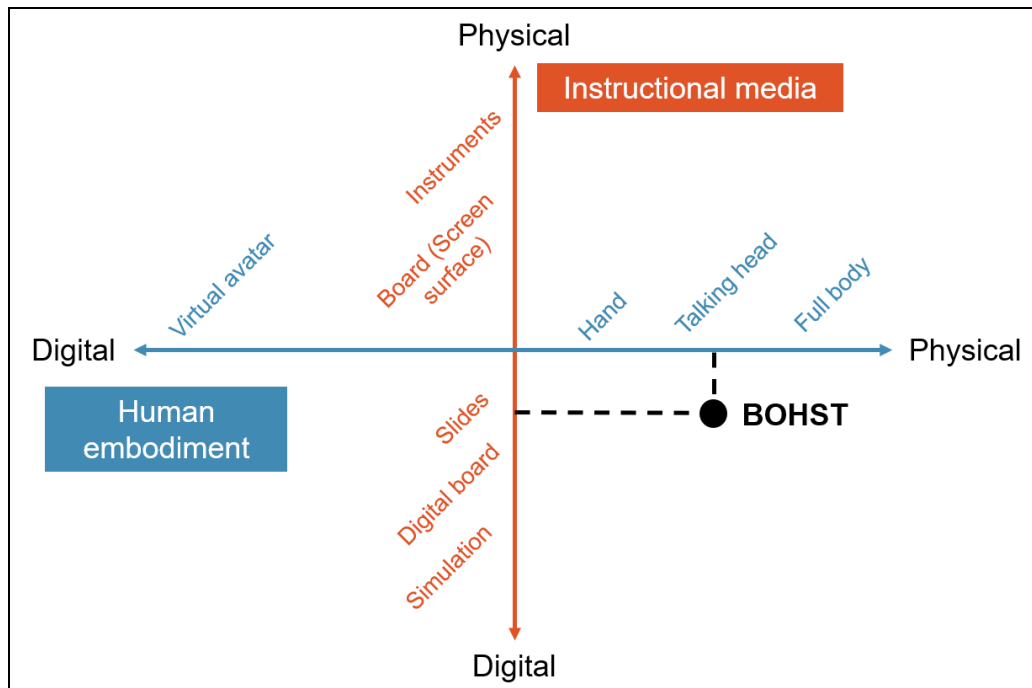 Physical
Instructional media
Instruments
Board (Screen
surface)
Virtual avatar
Hand
Talking head
Full body
Digital
Physical
Human
embodiment
Slides
BOHST
Digital board
Simulation
Digital